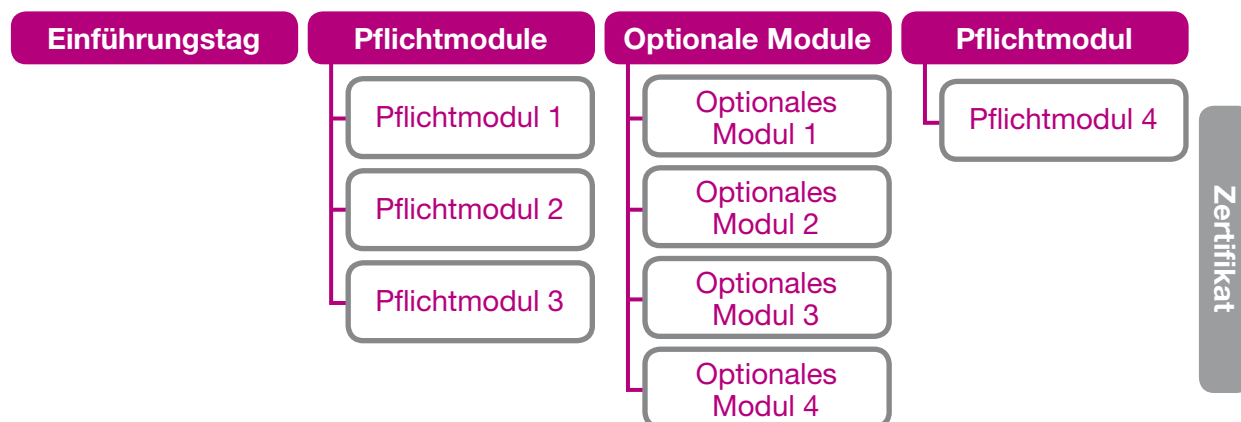 Einführungstag
Pflichtmodule
Pflichtmodul 1
Pflichtmodul 2
Pflichtmodul 3
Optionale Module
Optionales
Modul 1
Optionales
Modul 2
Optionales
Modul 3
Optionales
Modul 4
Pflichtmodul
Pflichtmodul 4
Zertifikat